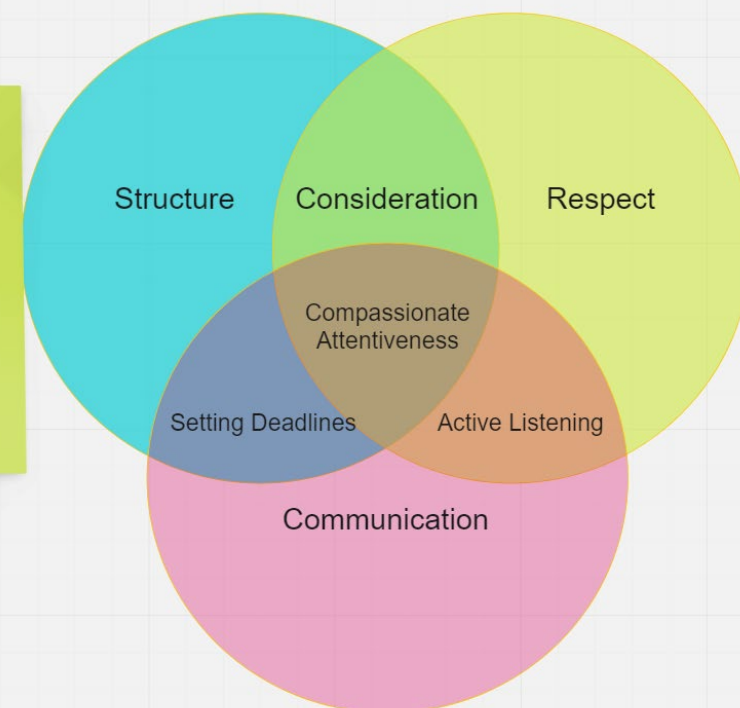 Structure
Consideration
Respect
Compassionate
Attentiveness
Setting Deadlines
Active Listening
Communication